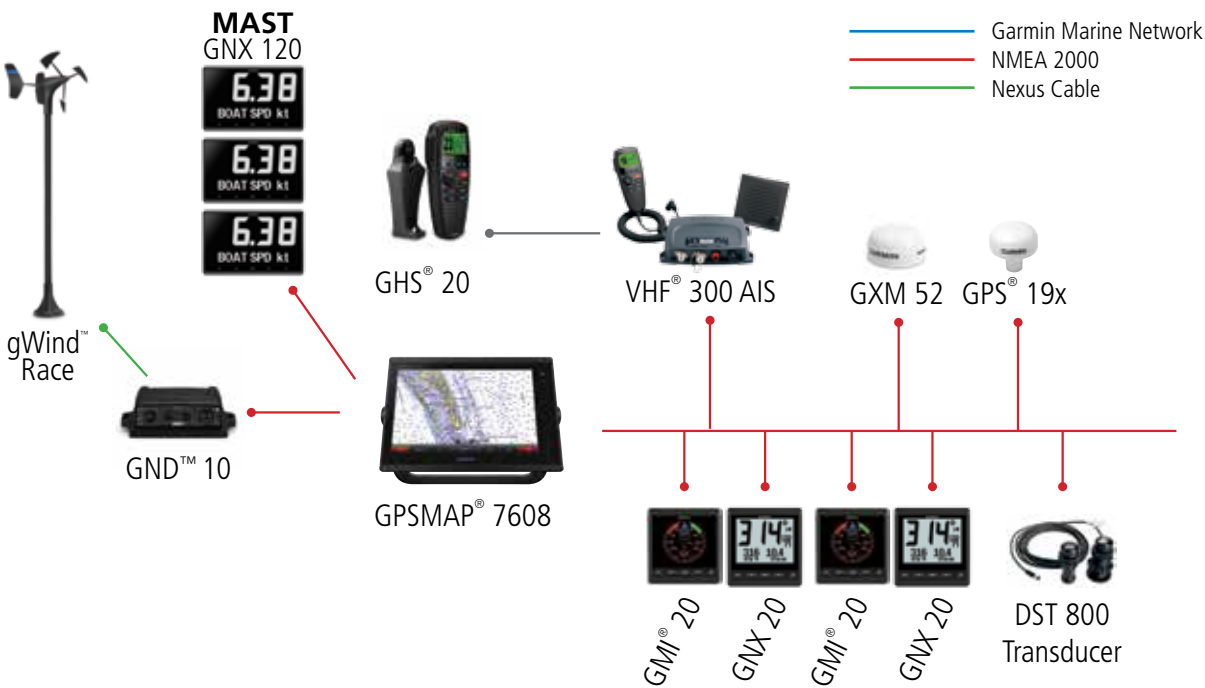 MAST
GNX 120
6.38
BOAT SPD kt
6.38
BOAT SPD kt
6.38
BOAT SPD kt
Garmin Marine Network
NMEA 2000
Nexus Cable
GHS® 20
VHF® 300 AIS
GXM 52
GPS® 19x
gWind™
Race
GND™ 10
GPSMAP® 7608
314
314
GMI® 20
GNX 20
GMI® 20
GNX 20
DST 800
Transducer